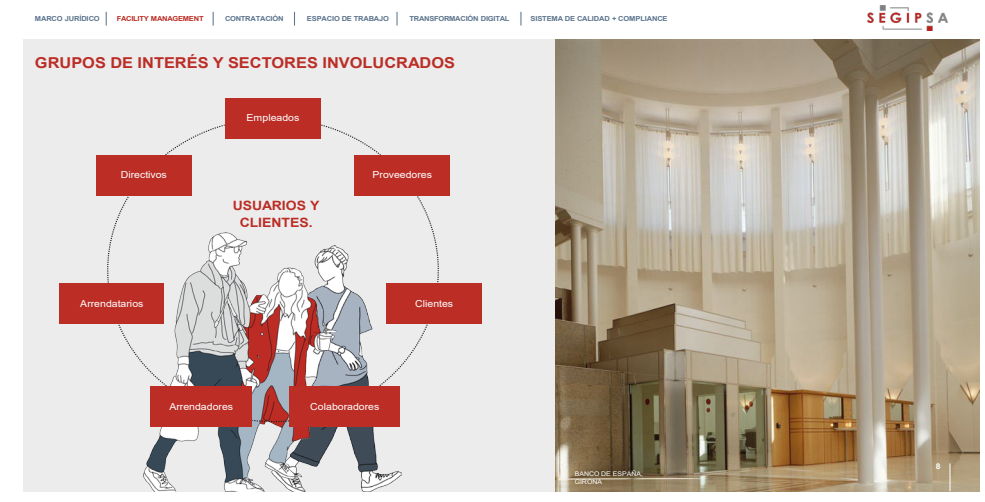 MARCO JURÍDICO | FACILITY MANAGEMENT | CONTRATACIÓN | ESPACIO DE TRABAJO | TRANSFORMACIÓN DIGITAL | SISTEMA DE CALIDAD + COMPLIANCE
SEGIPSA
GRUPOS DE INTERÉS Y SECTORES INVOLUCRADOS
Empleados
Directivos
Proveedores
USUARIOS Y
CLIENTES.
Arrendatarios
Clientes
Arrendadores
Colaboradores
BANCO DE ESPAÑA,
GIRONA
8